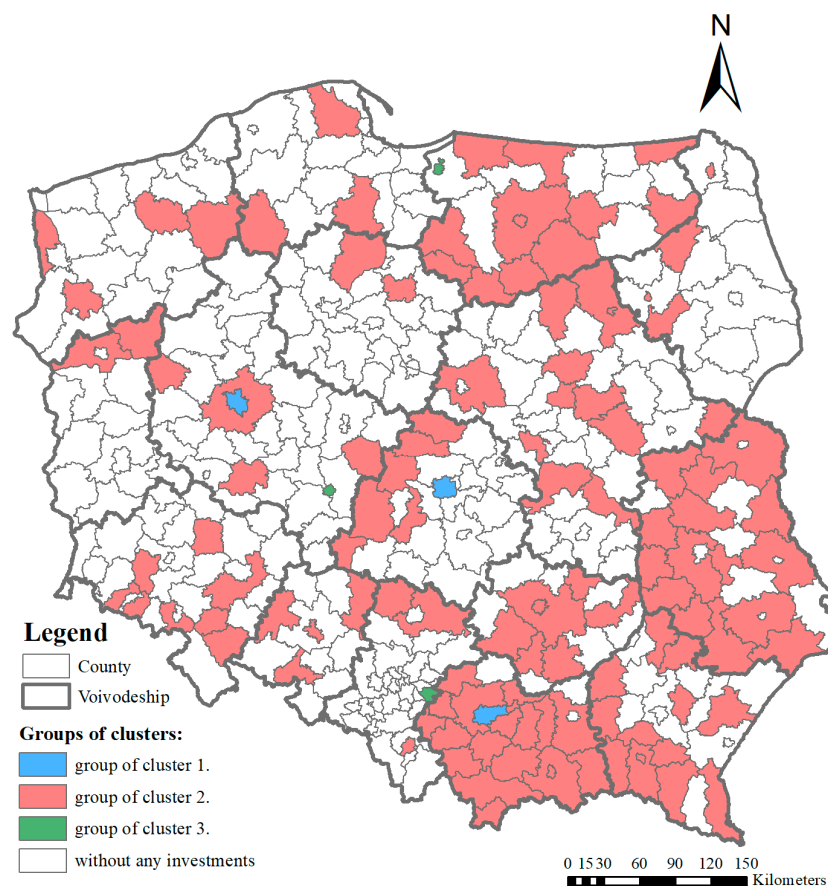 N
Legend
County
Voivodeship
Groups of clusters:
group of cluster 1.
group of cluster 2.
group of cluster 3.
without any investments
0 15 30 60 90 120 150
Kilometers